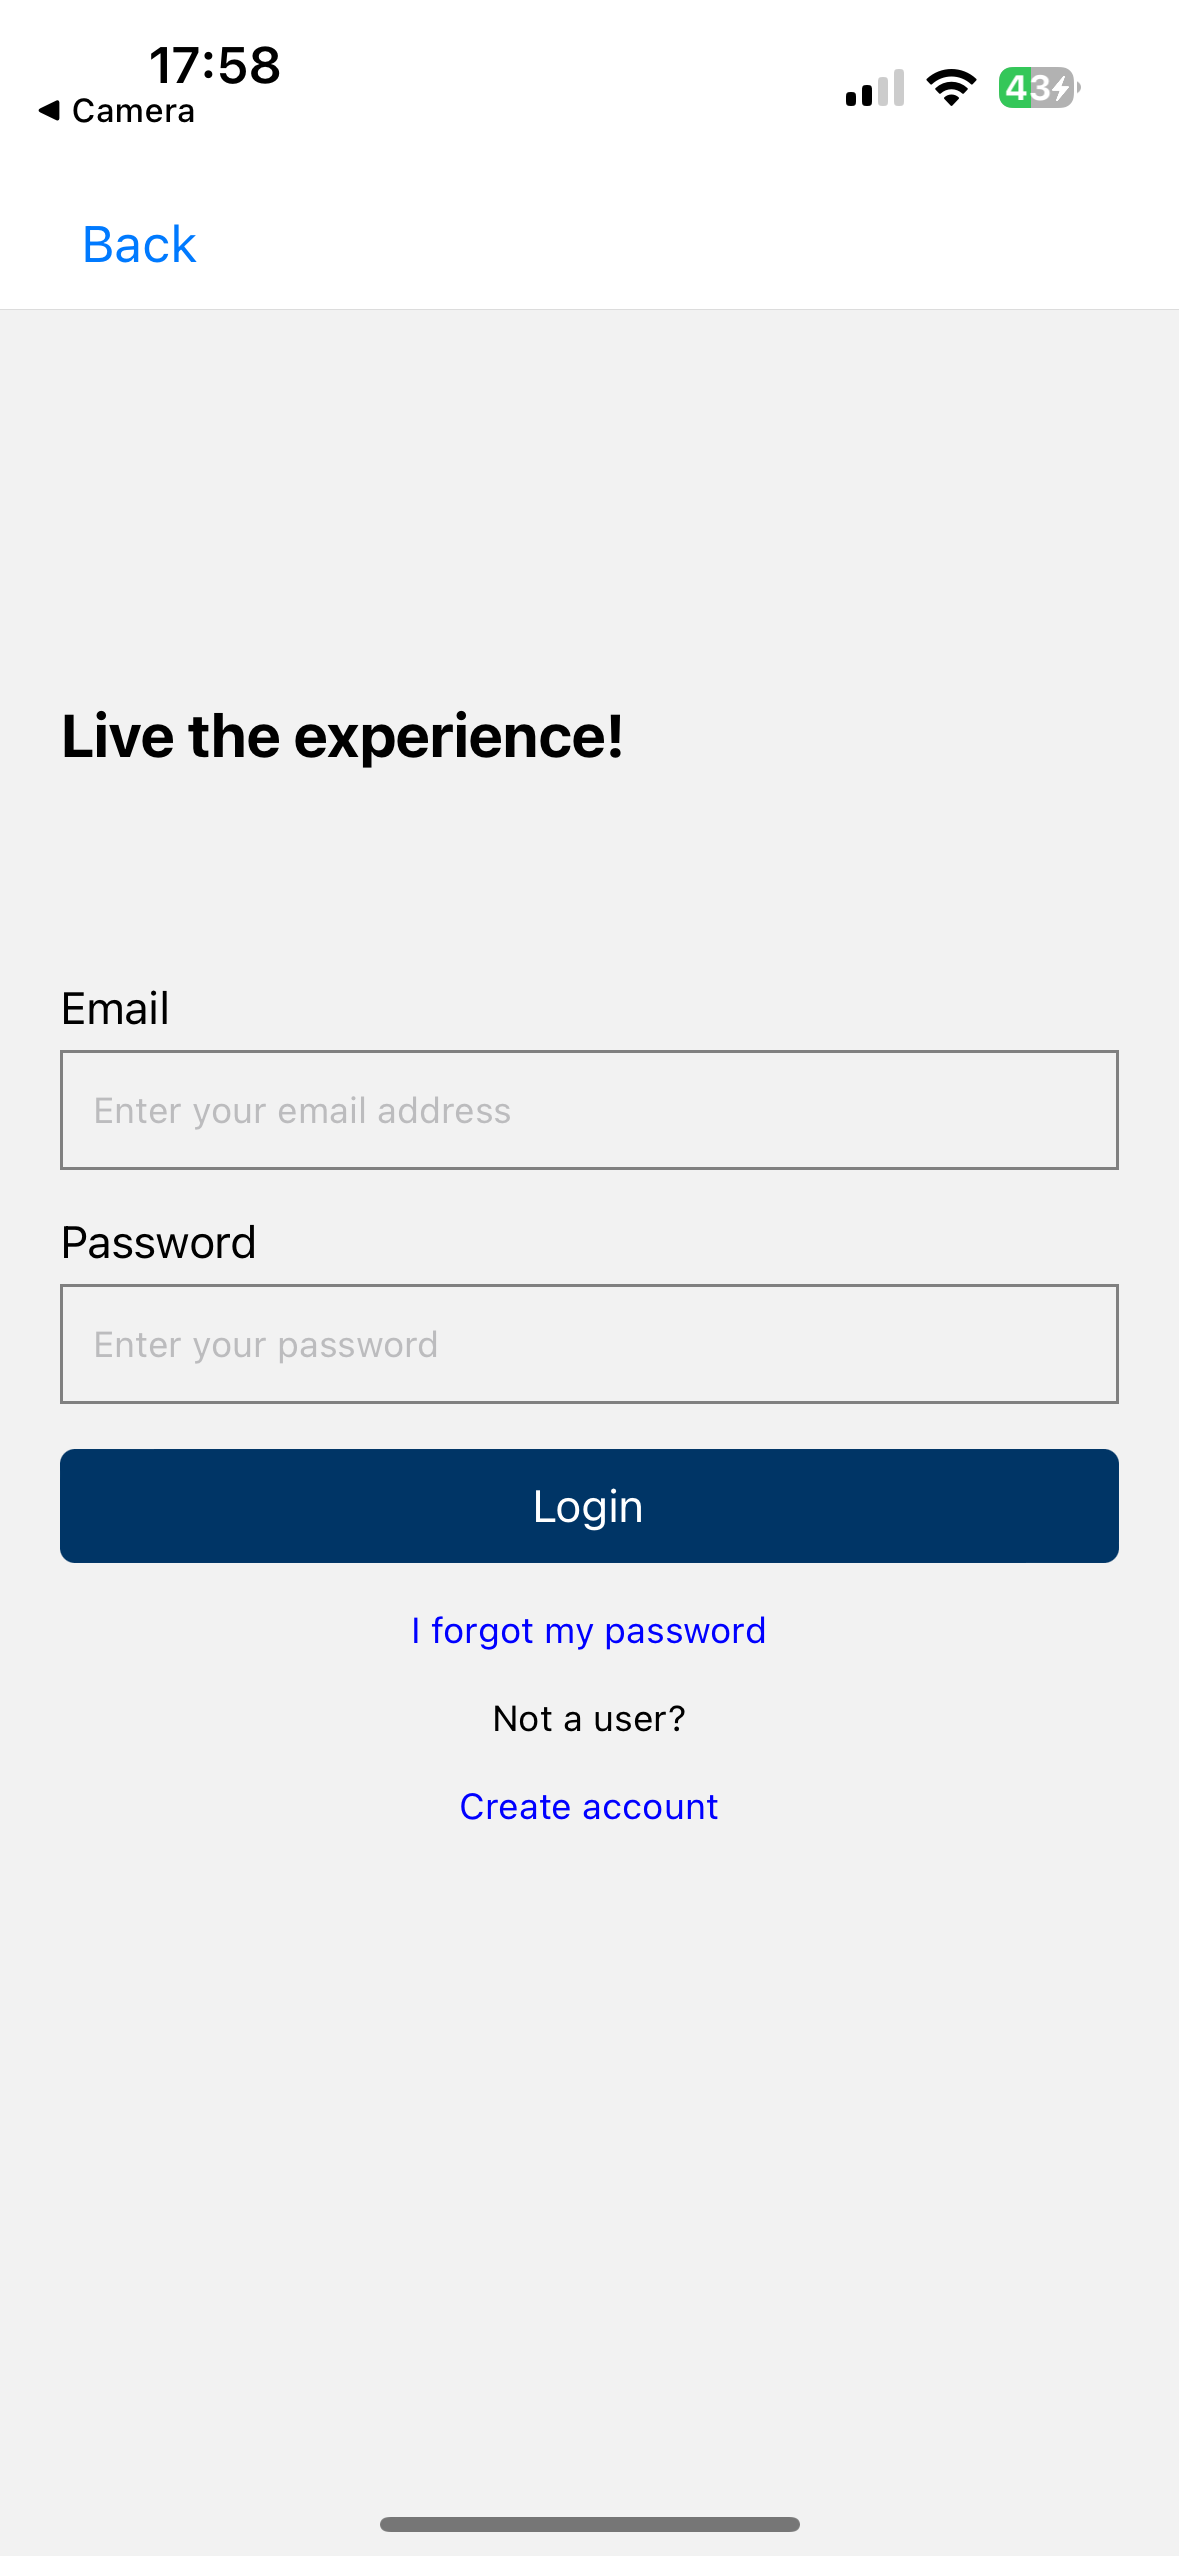 17:58
◀ Camera
43
Back
Live the experience!
Email
Enter your email address
Password
Enter your password
Login
I forgot my password
Not a user?
Create account